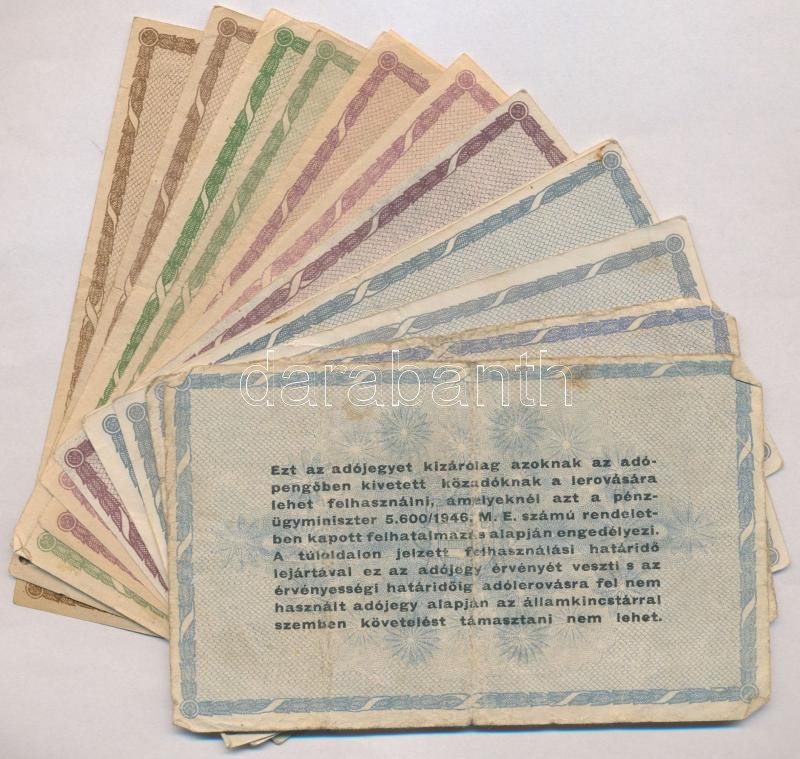 darabanth
Ezt az adójegyet kizárólag azoknak az adó-
pengőben kivetett közadóknak a lerovására
lehet felhasználni, amelyeknél azt a pénz-
ügyminiszter 5.600/1946. M. E. számú rendelet-
ben kapott felhatalmazás alapján engedélyezi.
A túloldalon jelzett felhasználási határidő
lejártával ez az adójegy érvényét veszti s az
érvényességi határidőig adólerovásra fel nem
használt adójegy alapján az államkincstárral
szemben követelést támasztani nem lehet.